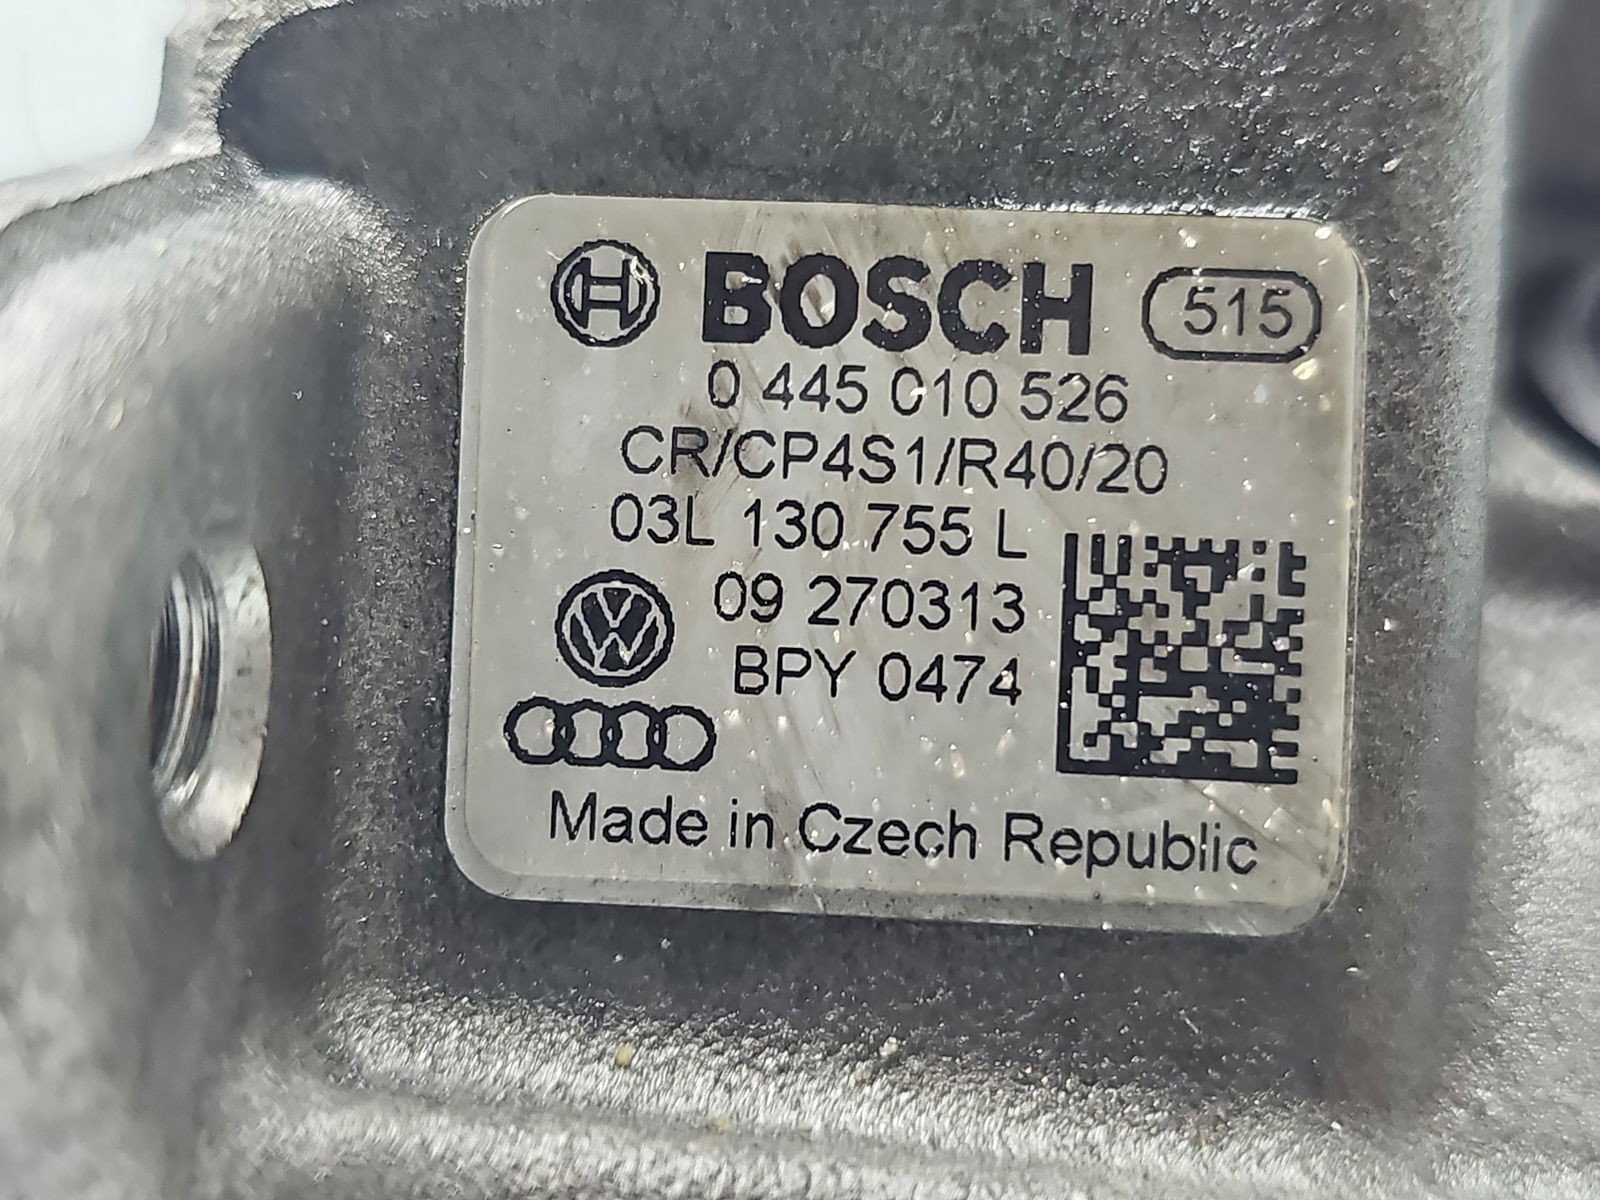 BOSCH 515
0 445 010 526
CR/CP4S1/R40/20
03L 130 755 L
09 270313
BPY 0474
Made in Czech Republic